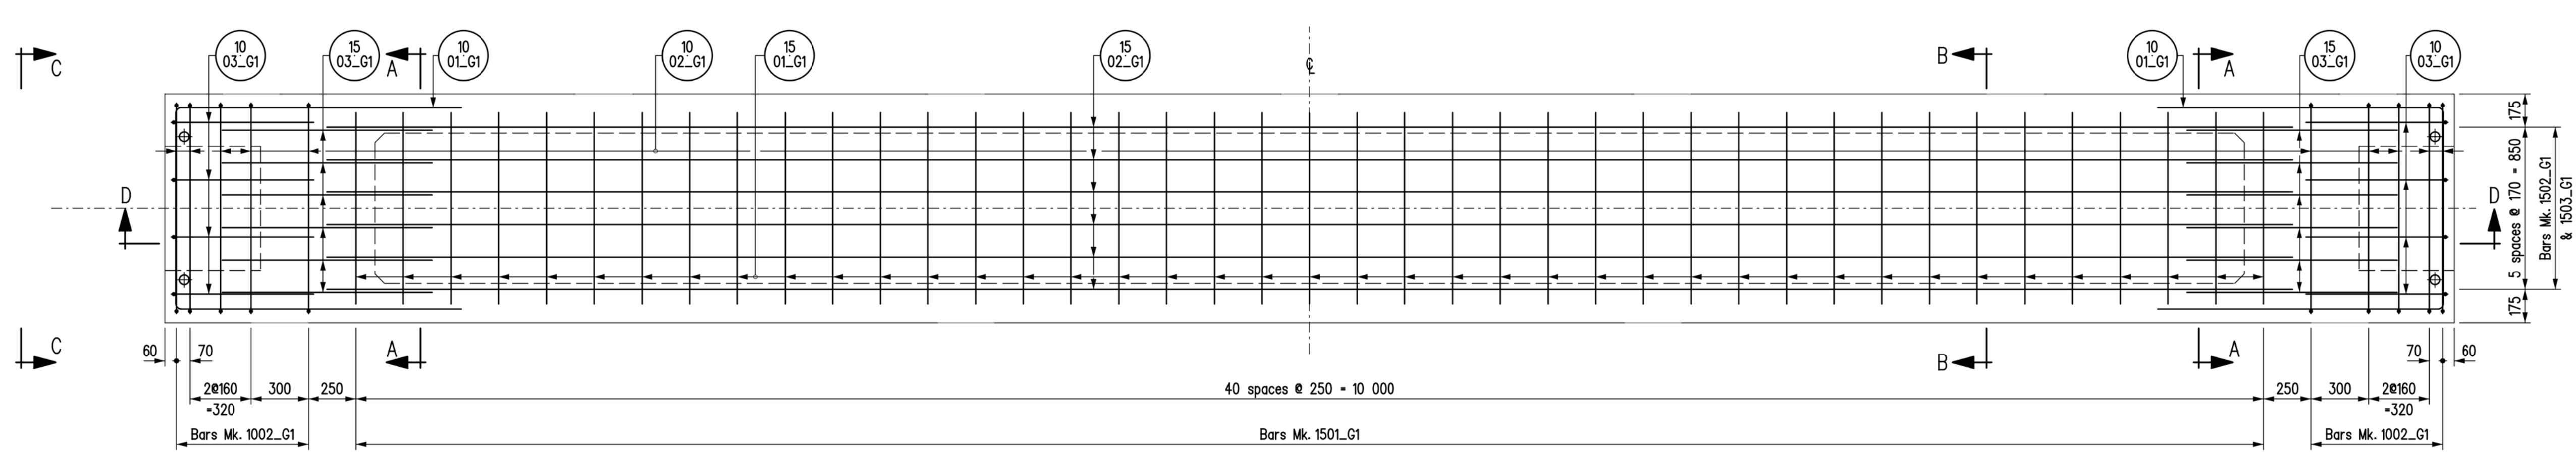 10
03_G1
15
03_G1
10
01_G1
10
02_G1
15
01_G1
15
02_G1
10
01_G1
15
03_G1
10
03_G1
C
A
℄
B
A
D
D
175
5 spaces @ 170 = 850
175
Bars Mk. 1502_G1
& 1503_G1
C
A
B
A
60
70
70
60
2@160
=320
300
250
40 spaces @ 250 = 10 000
250
300
2@160
=320
Bars Mk. 1002_G1
Bars Mk. 1501_G1
Bars Mk. 1002_G1